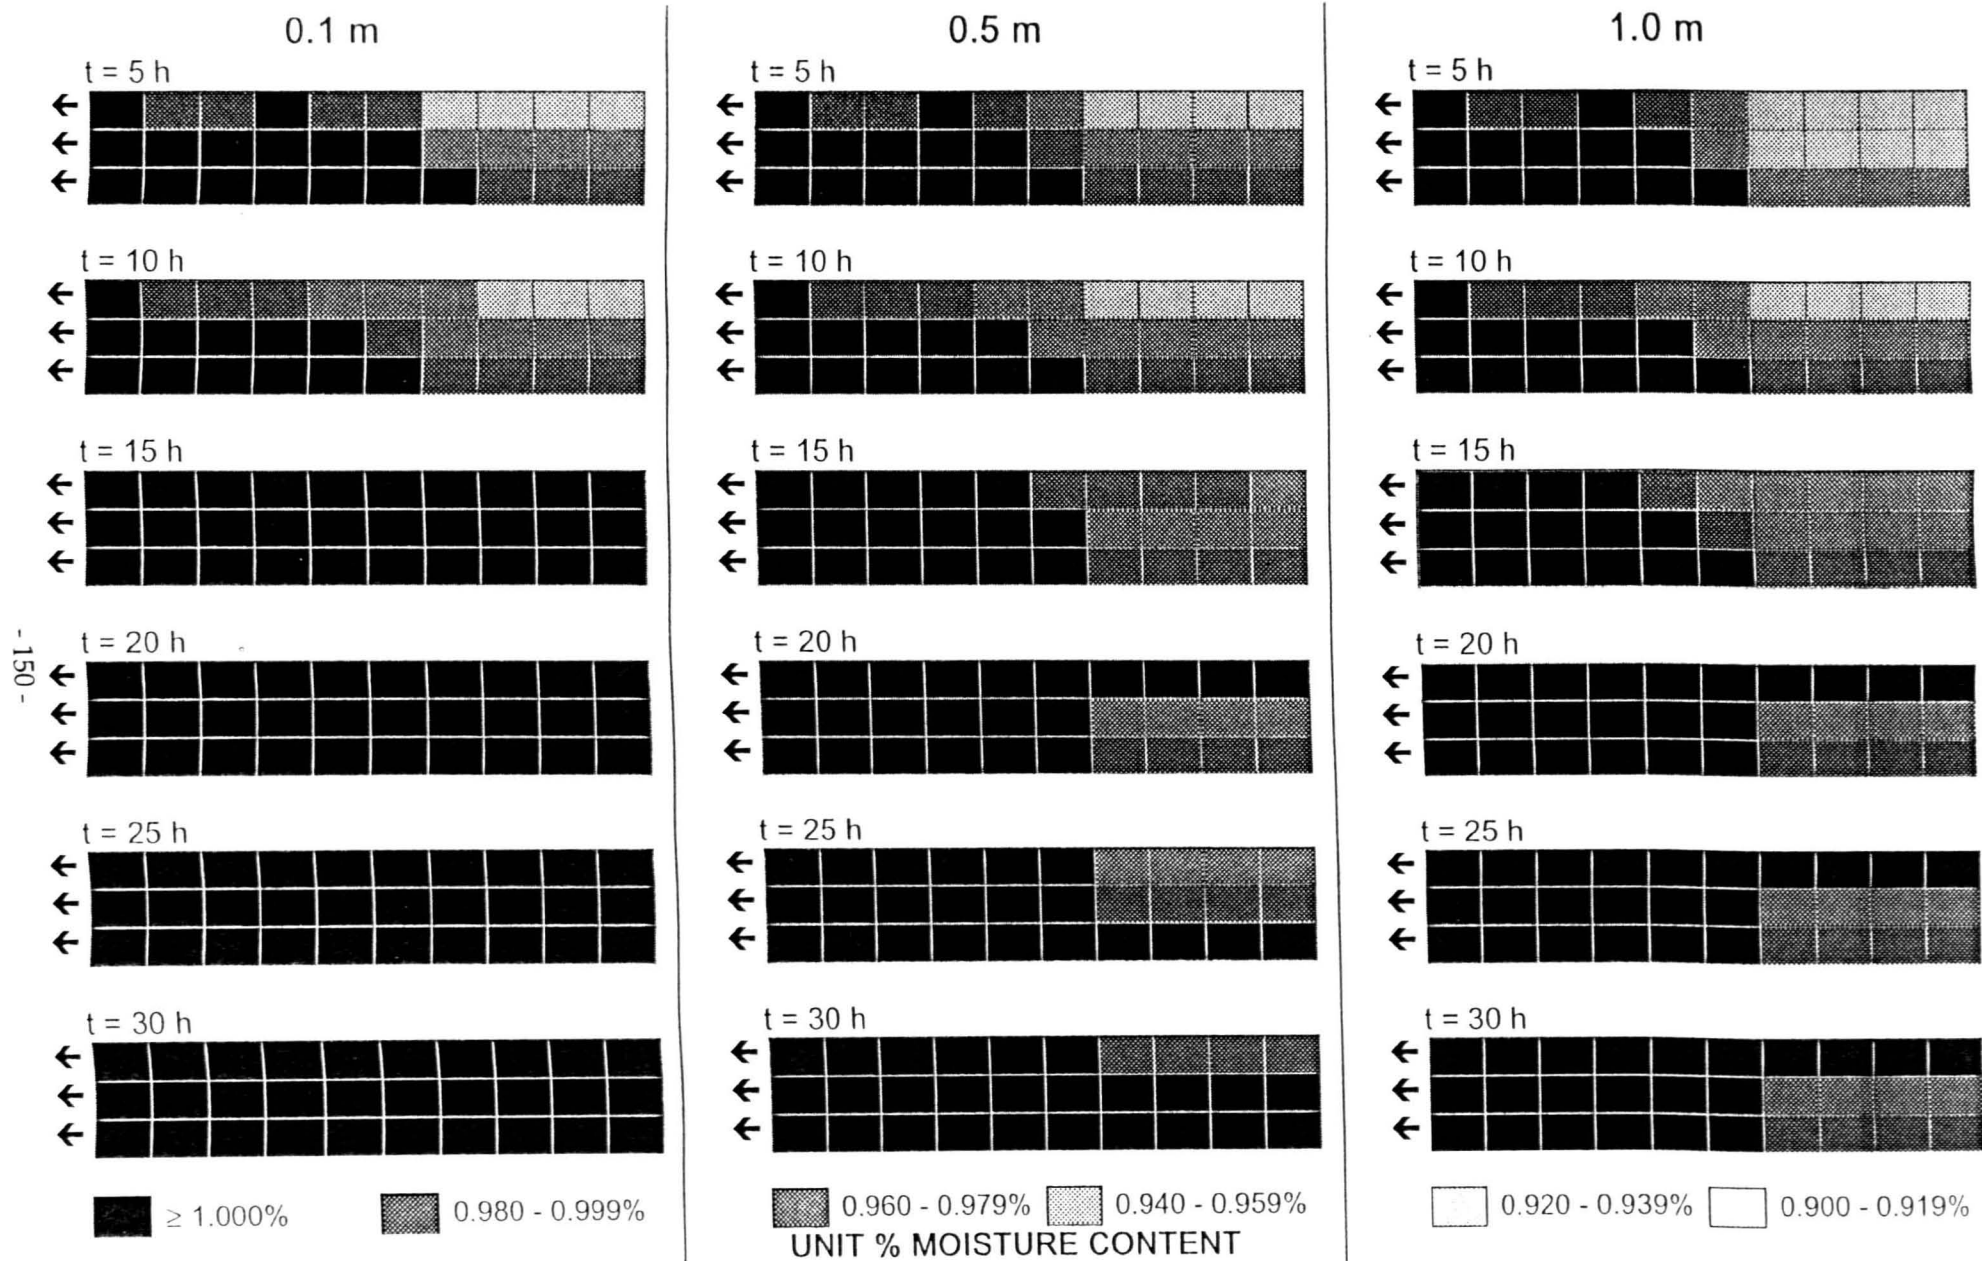 0.1 m
0.5 m
1.0 m
t = 5 h
t = 5 h
t = 5 h
t = 10 h
t = 10 h
t = 10 h
t = 15 h
t = 15 h
t = 15 h
t = 20 h
t = 20 h
t = 20 h
t = 25 h
t = 25 h
t = 25 h
t = 30 h
t = 30 h
t = 30 h
≥ 1.000%
0.980 - 0.999%
0.960 - 0.979%
0.940 - 0.959%
0.920 - 0.939%
0.900 - 0.919%
UNIT % MOISTURE CONTENT
- 150 -